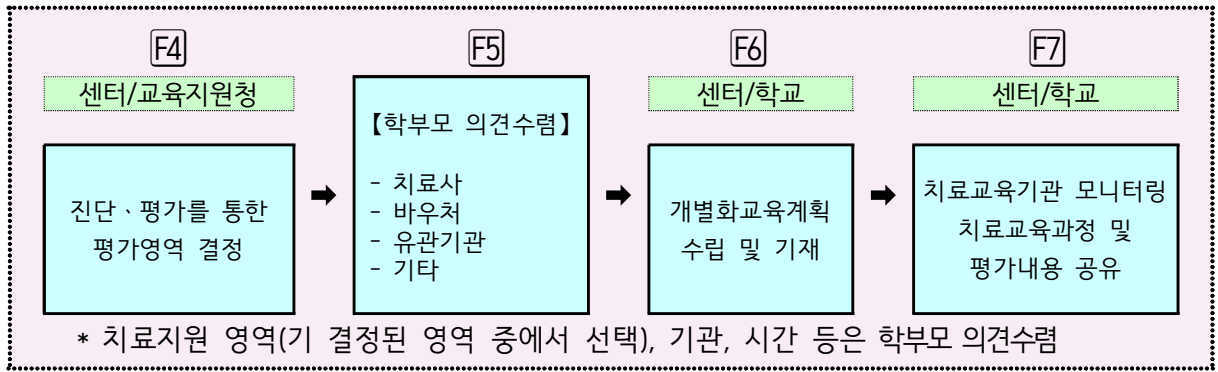 F4
센터/교육지원청
진단、평가를 통한
평가영역 결정
➡
F5
【학부모 의견수렴】
- 치료사
- 바우처
- 유관기관
- 기타
➡
F6
센터/학교
개별화교육계획
수립 및 기재
➡
F7
센터/학교
치료교육기관 모니터링
치료교육과정 및
평가내용 공유
* 치료지원 영역(기 결정된 영역 중에서 선택), 기관, 시간 등은 학부모 의견수렴